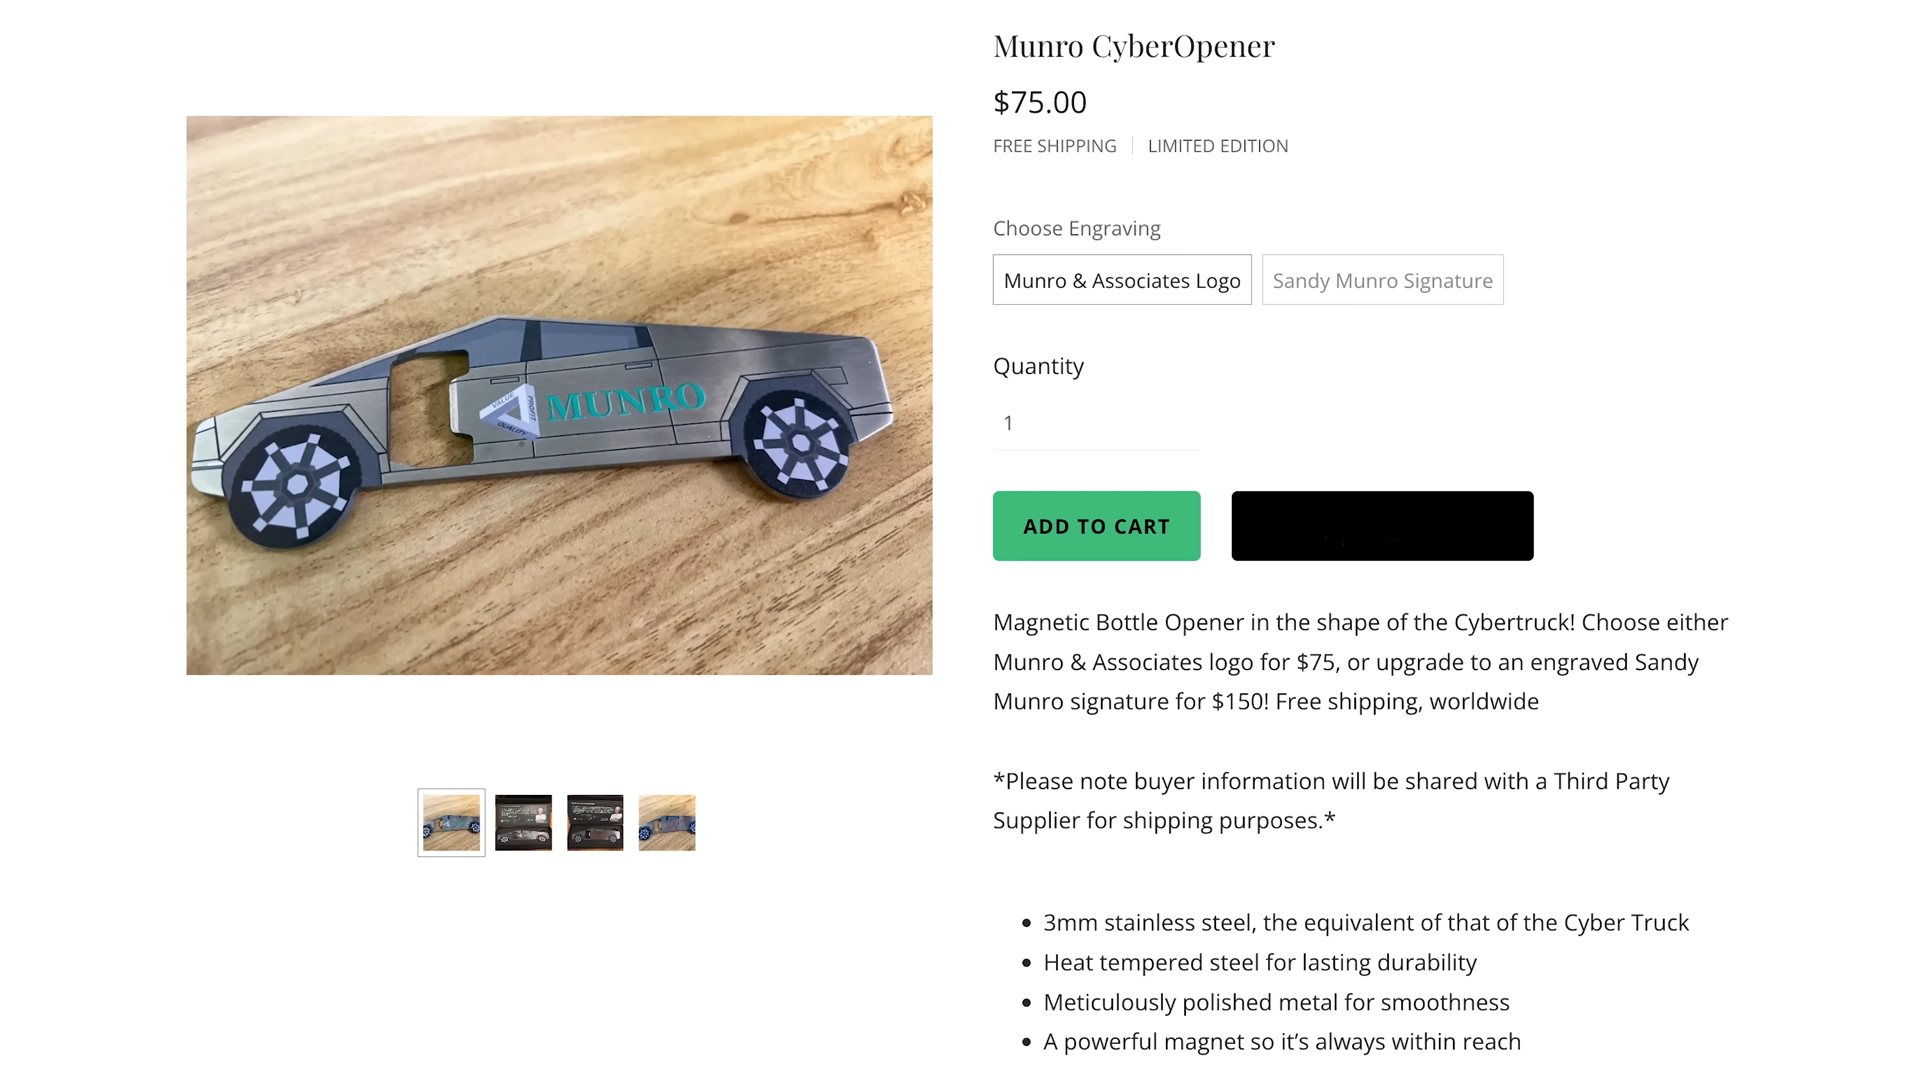 Munro CyberOpener
$75.00
FREE SHIPPING
LIMITED EDITION
Choose Engraving
Munro & Associates Logo
Sandy Munro Signature
Quantity
1
ADD TO CART
Magnetic Bottle Opener in the shape of the Cybertruck! Choose either
Munro & Associates logo for $75, or upgrade to an engraved Sandy
Munro signature for $150! Free shipping, worldwide
*Please note buyer information will be shared with a Third Party
Supplier for shipping purposes.*
3mm stainless steel, the equivalent of that of the Cyber Truck
Heat tempered steel for lasting durability
Meticulously polished metal for smoothness
A powerful magnet so it’s always within reach
VALUE
PROFIT
QUALITY
®
MUNRO